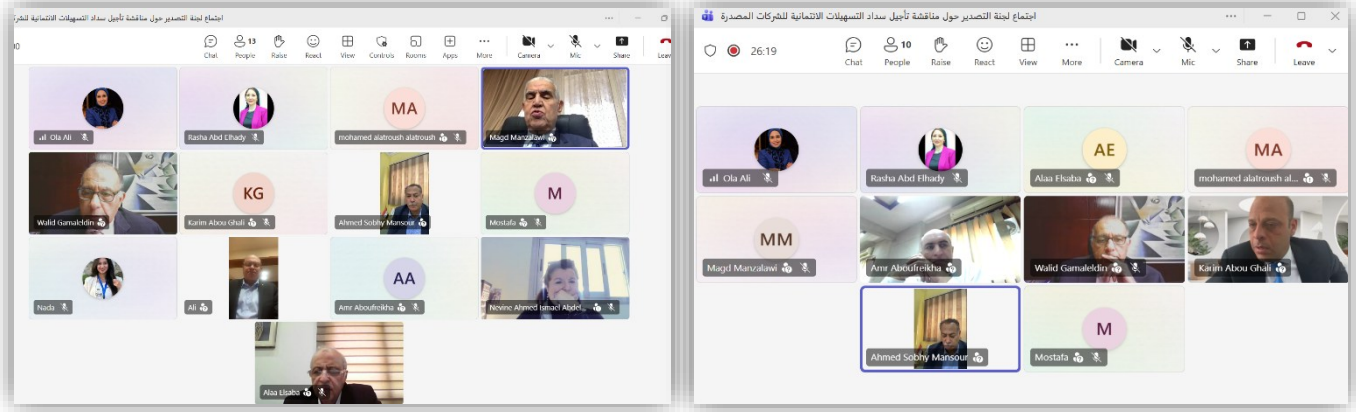 اجتماع لجنة التصدير حول مناقشة تأجيل سداد التسهيلات الائتمانية
13
Chat People Raise React View Controls Rooms Apps More Camera Mic Share
Ola Ali
Rasha Abd Elhady
MA
mohamed alatroush alatroush
Magd Manzalawi
Walid Gamaleldin
KG
Karim Abou Ghali
Ahmed Sobhy Mansour
M
Mostafa
Nada
Ali
AA
Amr Aboufreikha
Nevine Ahmed Ismael Abdel...
Alaa Elsaba
اجتماع لجنة التصدير حول مناقشة تأجيل سداد التسهيلات الائتمانية للشركات المصدرة
26:19
10
Chat People Raise React View More Camera Mic Share Leave
Ola Ali
Rasha Abd Elhady
AE
Alaa Elsaba
MA
mohamed alatroush al...
MM
Magd Manzalawi
Amr Aboufreikha
Walid Gamaleldin
Karim Abou Ghali
Ahmed Sobhy Mansour
M
Mostafa